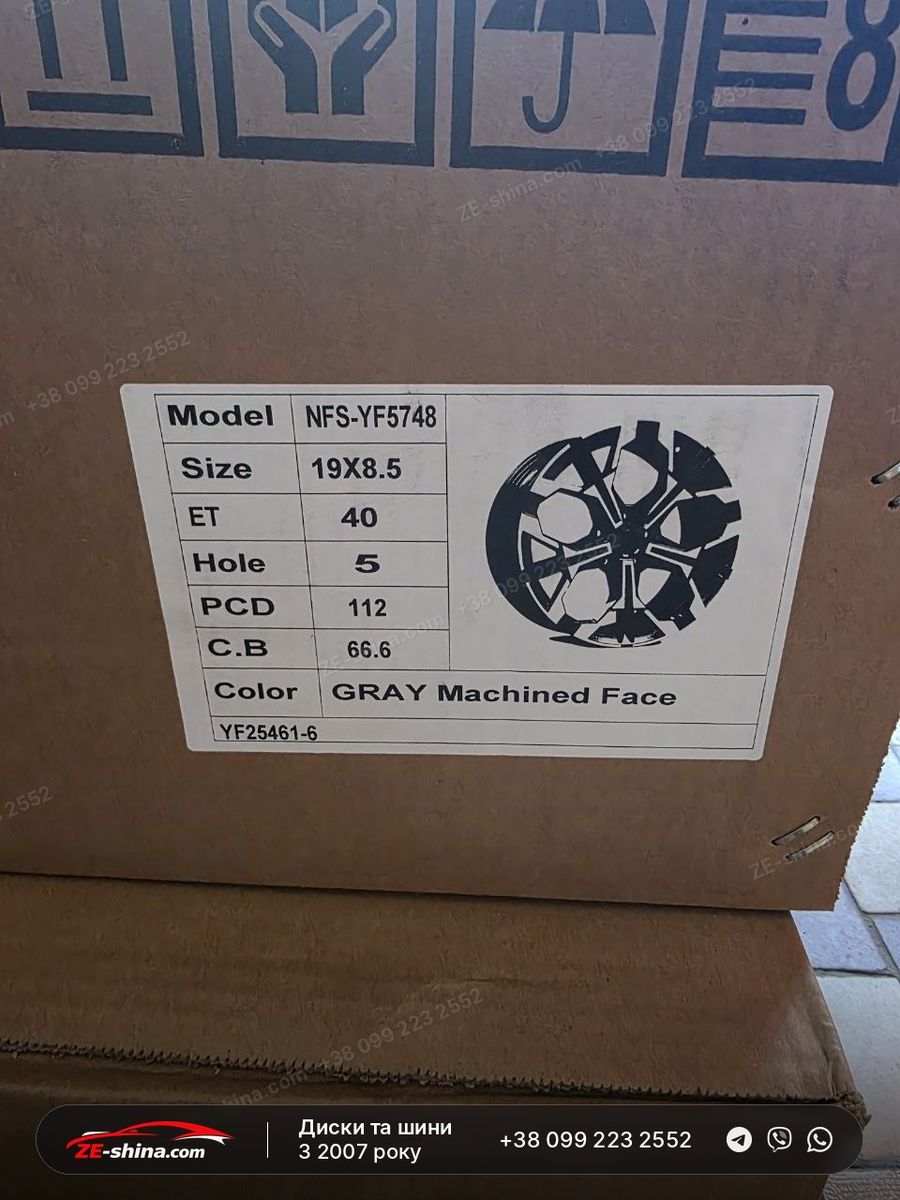 8
Model NFS-YF5748
Size 19X8.5
ET 40
Hole 5
PCD 112
C.B 66.6
Color GRAY Machined Face
YF25461-6
ZE-shina.com +38 099 223 2552
ZE-shina.com
Диски та шини
З 2007 року
+38 099 223 2552